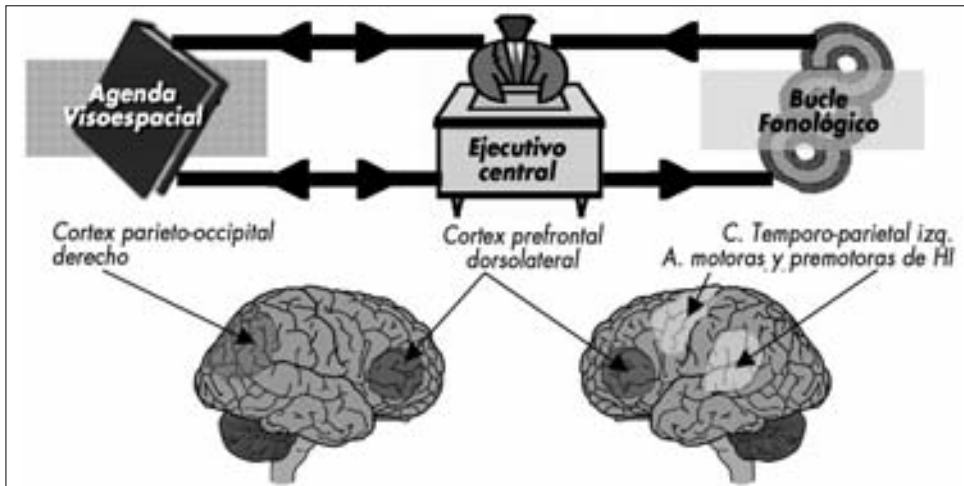 Agenda
Visoespacial
Ejecutivo
central
Bucle
Fonológico
Cortex parieto-occipital
derecho
Cortex prefrontal
dorsolateral
C. Temporo-parietal izq.
A. motoras y premotoras de HI